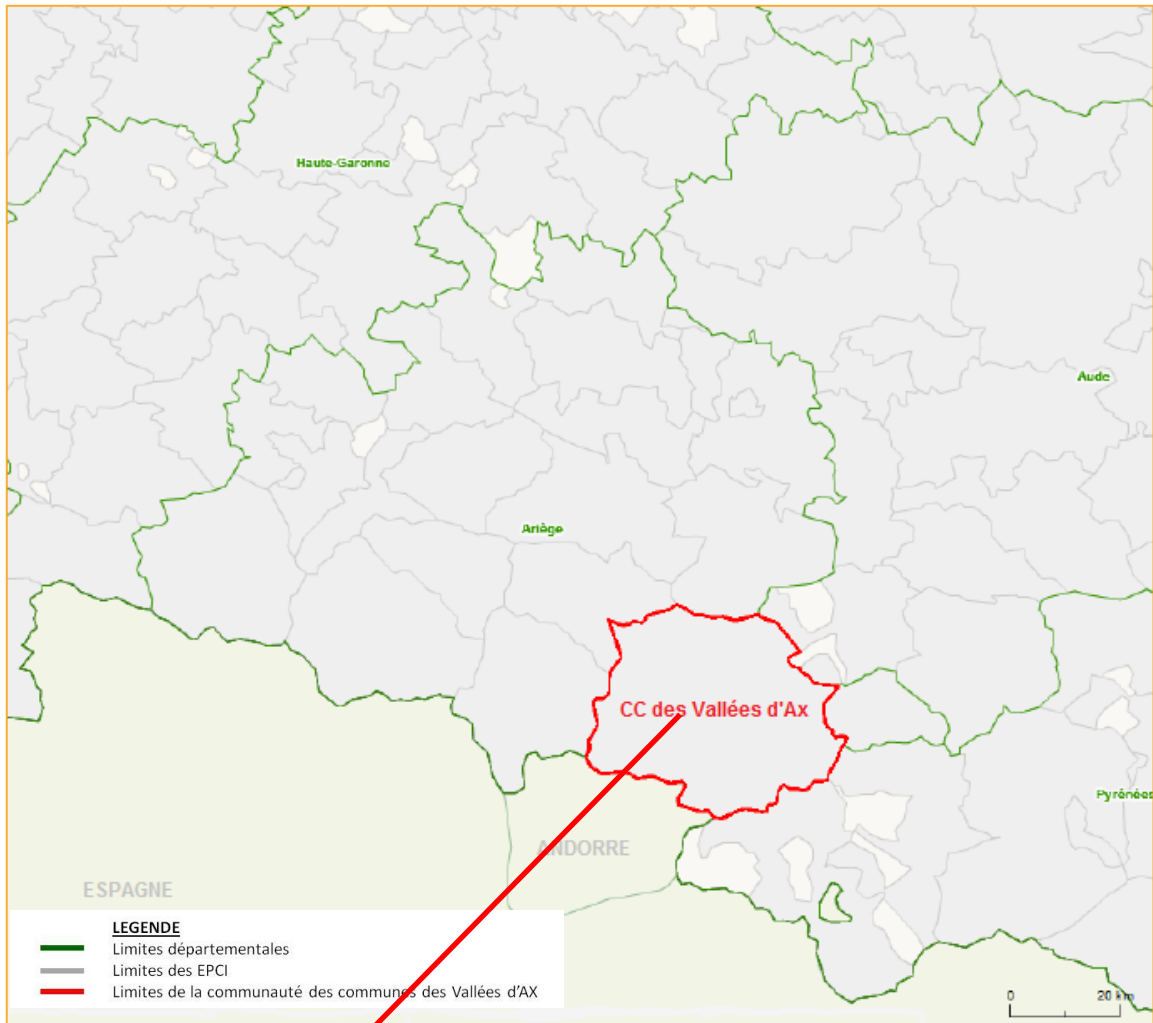 Haute-Garonne
Aude
Ariège
CC des Vallées d'Ax
Pyrénées
ANDORRE
ESPAGNE
LEGENDE
Limites départementales
Limites des EPCI
Limites de la communauté des communes des Vallées d'AX
0 20 km